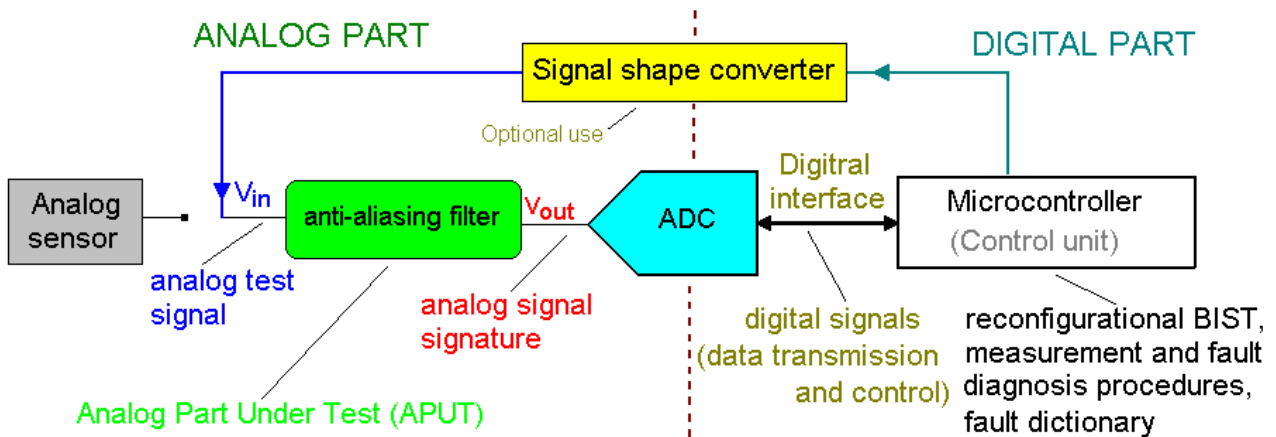 ANALOG PART
DIGITAL PART
Signal shape converter
Optional use
Analog
sensor
Vin
anti-aliasing filter
Vout
ADC
Digitral
interface
Microcontroller
(Control unit)
analog test
signal
analog signal
signature
digital signals
(data transmission
and control)
reconfigurational BIST,
measurement and fault
diagnosis procedures,
fault dictionary
Analog Part Under Test (APUT)